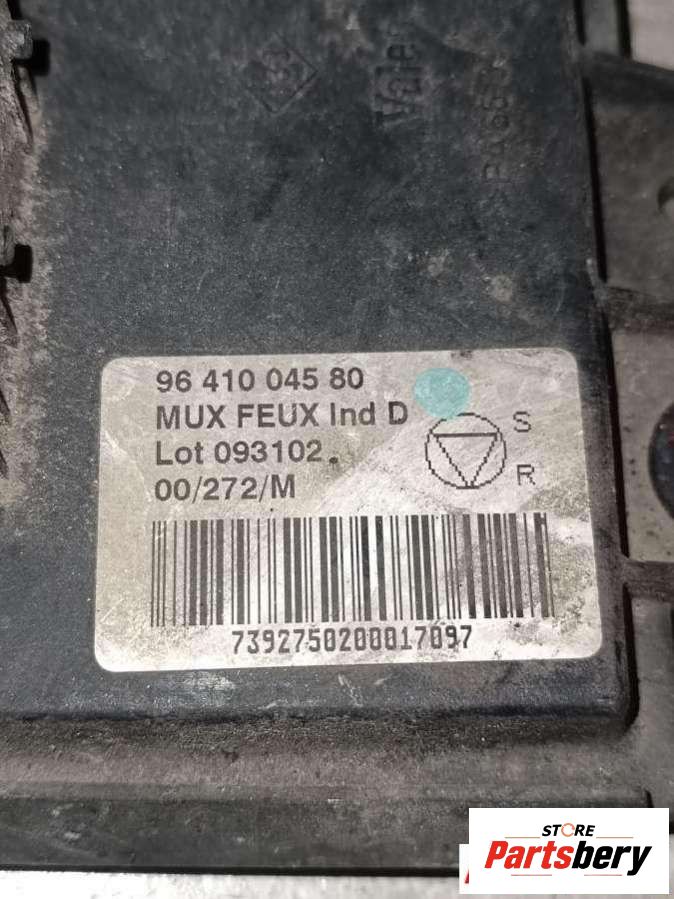 96 410 045 80
MUX FEUX Ind D
Lot 093102.
00/272/M
S
R
7392750200017097
STORE
Partsbery